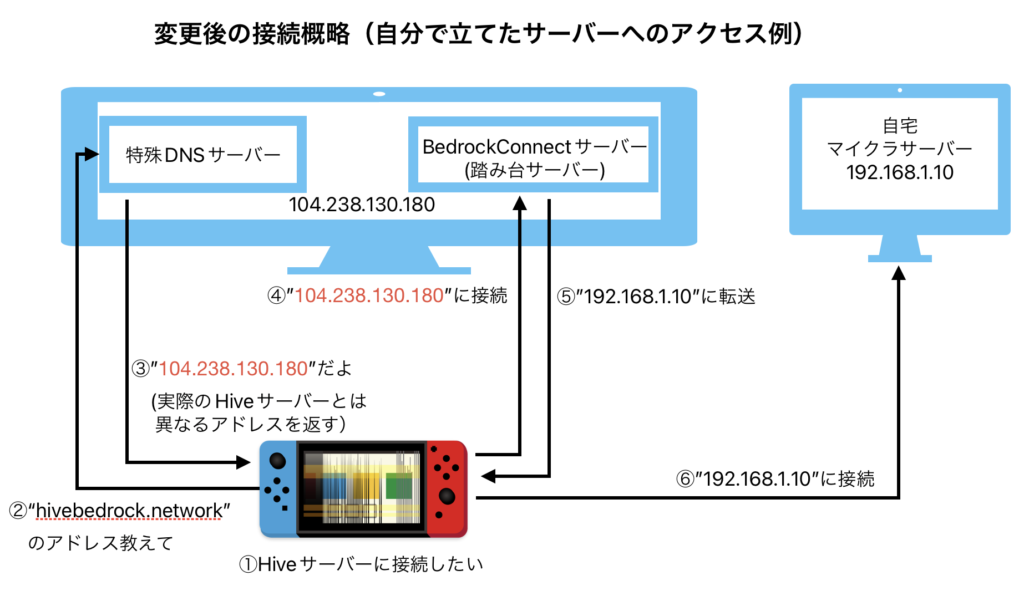 変更後の接続概略（自分で立てたサーバーへのアクセス例）
特殊DNSサーバー
BedrockConnectサーバー
(踏み台サーバー)
104.238.130.180
自宅
マイクラサーバー
192.168.1.10
④”104.238.130.180”に接続
⑤”192.168.1.10”に転送
③”104.238.130.180”だよ
(実際のHiveサーバーとは
異なるアドレスを返す）
⑥”192.168.1.10”に接続
②“hivebedrock.network”
のアドレス教えて
①Hiveサーバーに接続したい